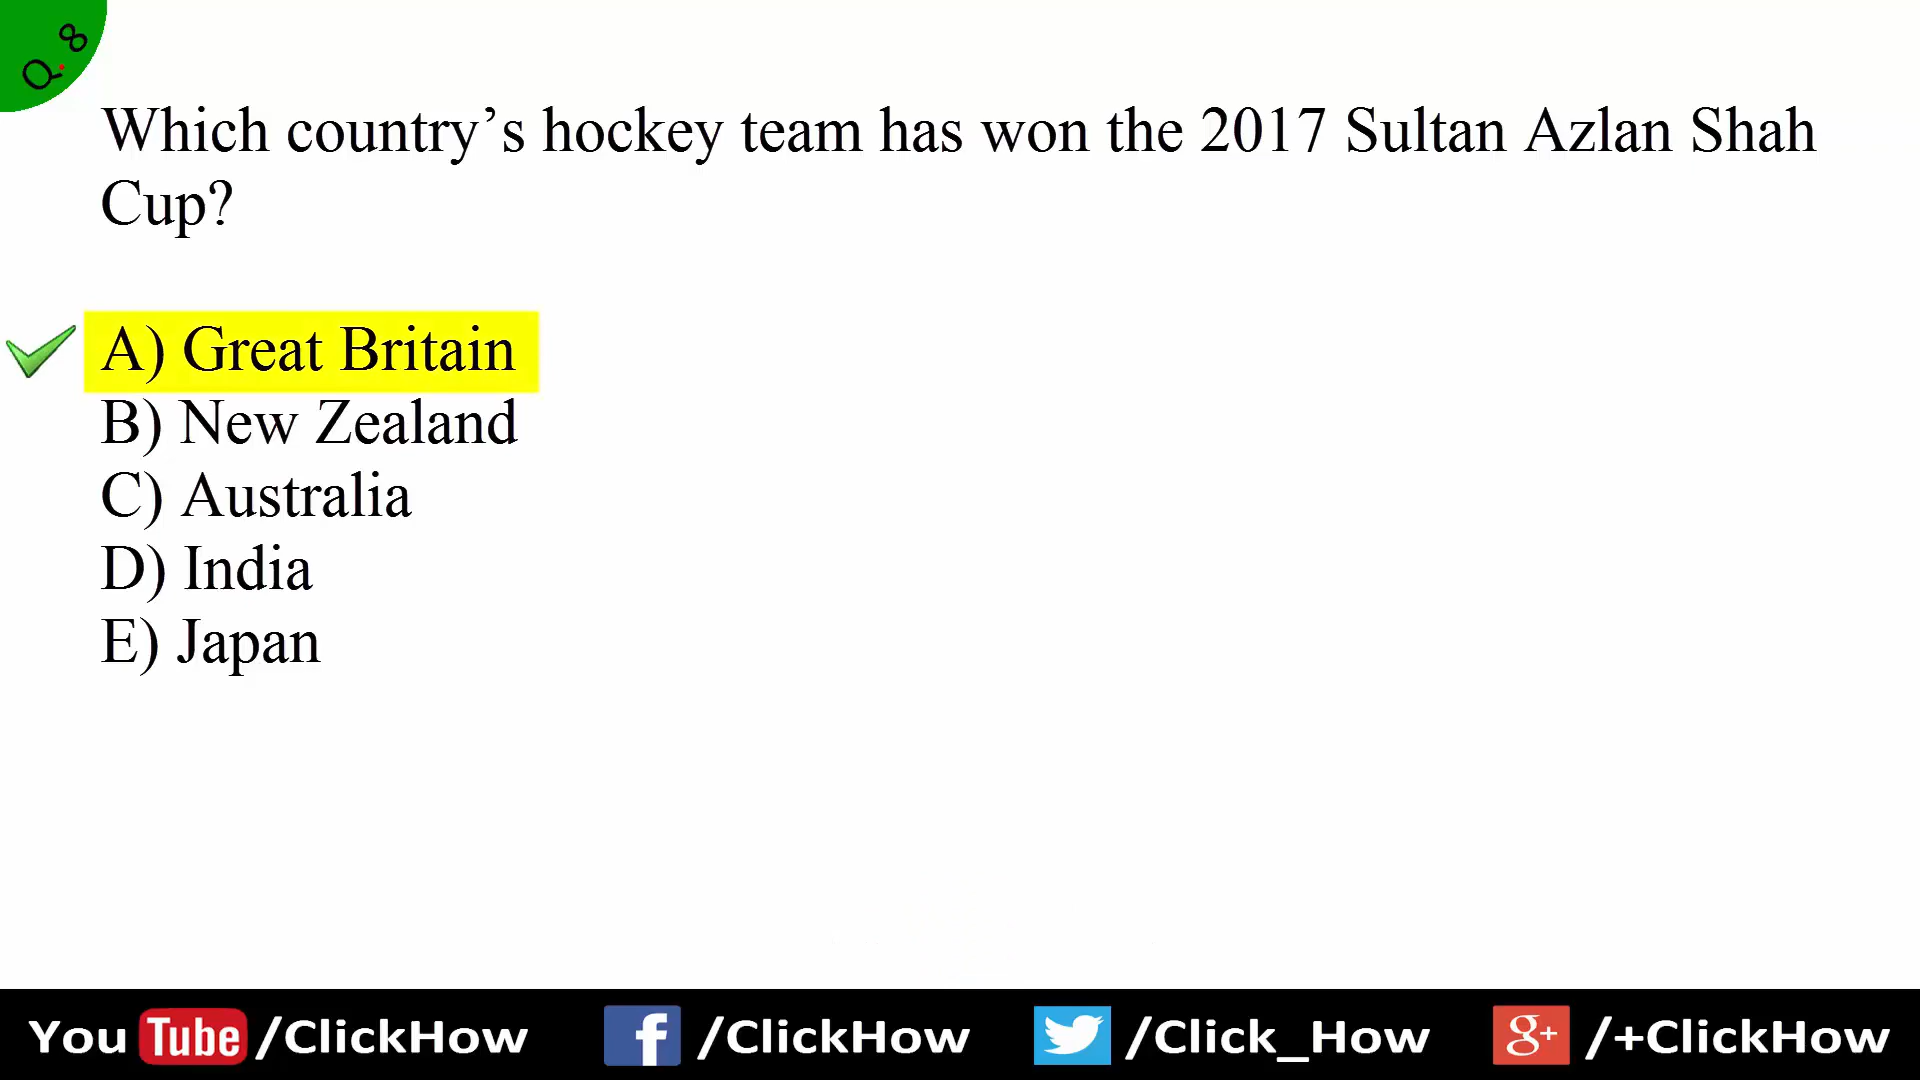 Q.8
Which country’s hockey team has won the 2017 Sultan Azlan Shah
Cup?
A) Great Britain
B) New Zealand
C) Australia
D) India
E) Japan
You Tube /ClickHow f /ClickHow /Click_How g+ /+ClickHow